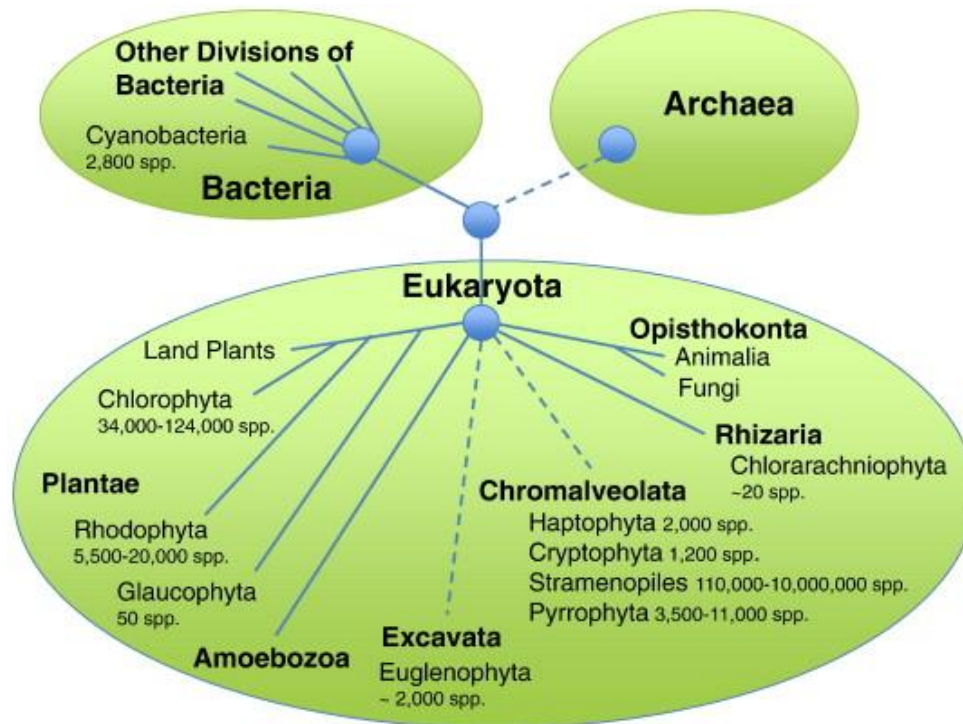 Other Divisions of
Bacteria
Cyanobacteria
2,800 spp.
Bacteria
Archaea
Eukaryota
Land Plants
Chlorophyta
34,000-124,000 spp.
Plantae
Rhodophyta
5,500-20,000 spp.
Glaucophyta
50 spp.
Amoebozoa
Excavata
Euglenophyta
~ 2,000 spp.
Chromalveolata
Haptophyta 2,000 spp.
Cryptophyta 1,200 spp.
Stramenopiles 110,000-10,000,000 spp.
Pyrrophyta 3,500-11,000 spp.
Opisthokonta
Animalia
Fungi
Rhizaria
Chlorarachniophyta
~20 spp.